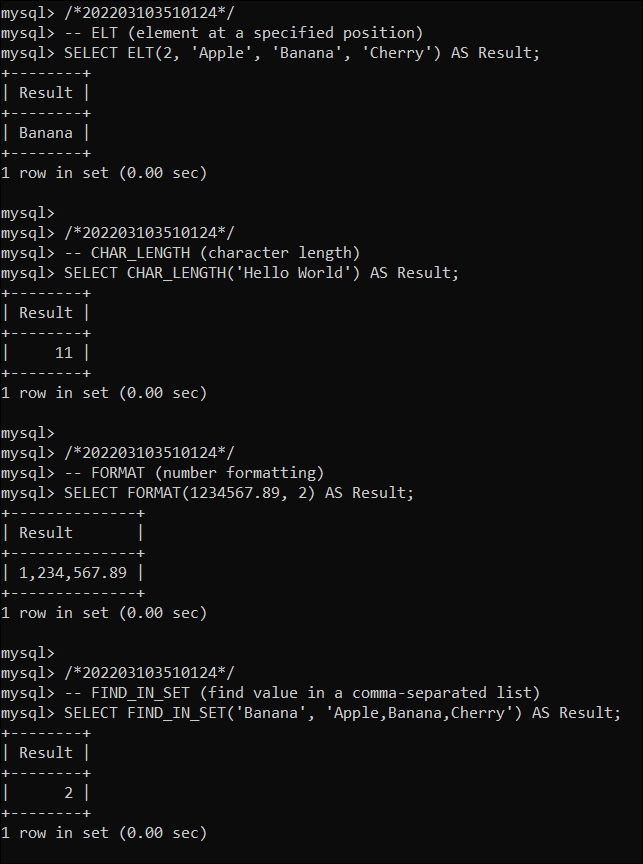 mysql> /*202203103510124*/
mysql> -- ELT (element at a specified position)
mysql> SELECT ELT(2, 'Apple', 'Banana', 'Cherry') AS Result;
+--------+
| Result |
+--------+
| Banana |
+--------+
1 row in set (0.00 sec)

mysql>
mysql> /*202203103510124*/
mysql> -- CHAR_LENGTH (character length)
mysql> SELECT CHAR_LENGTH('Hello World') AS Result;
+--------+
| Result |
+--------+
|     11 |
+--------+
1 row in set (0.00 sec)

mysql>
mysql> /*202203103510124*/
mysql> -- FORMAT (number formatting)
mysql> SELECT FORMAT(1234567.89, 2) AS Result;
+--------------+
| Result       |
+--------------+
| 1,234,567.89 |
+--------------+
1 row in set (0.00 sec)

mysql>
mysql> /*202203103510124*/
mysql> -- FIND_IN_SET (find value in a comma-separated list)
mysql> SELECT FIND_IN_SET('Banana', 'Apple,Banana,Cherry') AS Result;
+--------+
| Result |
+--------+
|      2 |
+--------+
1 row in set (0.00 sec)